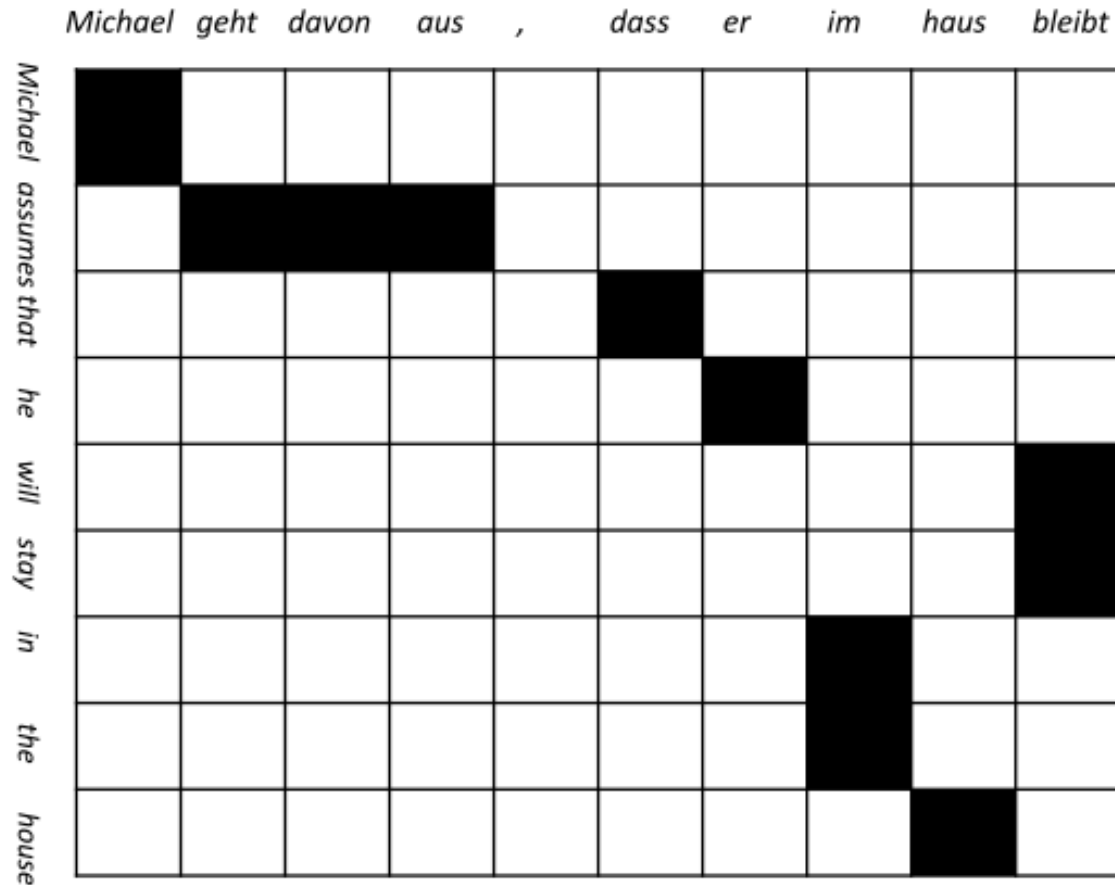 Michael geht davon aus , dass er im haus bleibt
Michael
assumes
that
he
will
stay
in
the
house